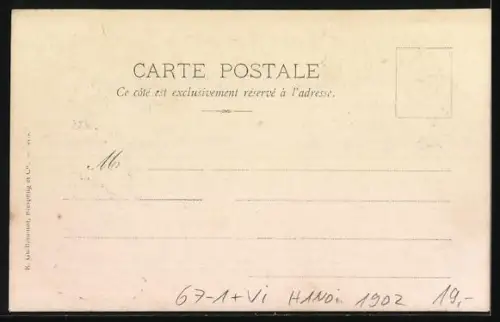 CARTE POSTALE
Ce côté est exclusivement réservé à l'adresse.
M
67-1+VI HANOI 1902 19,-